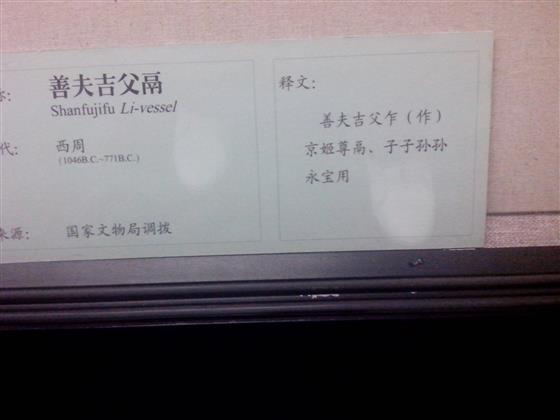 称:
善夫吉父鬲
Shanfujifu Li-vessel
代:
西周
(1046B.C.~771B.C.)
来源:
国家文物局调拨
释文:
善夫吉父乍（作）
京姬尊鬲、子子孙孙
永宝用